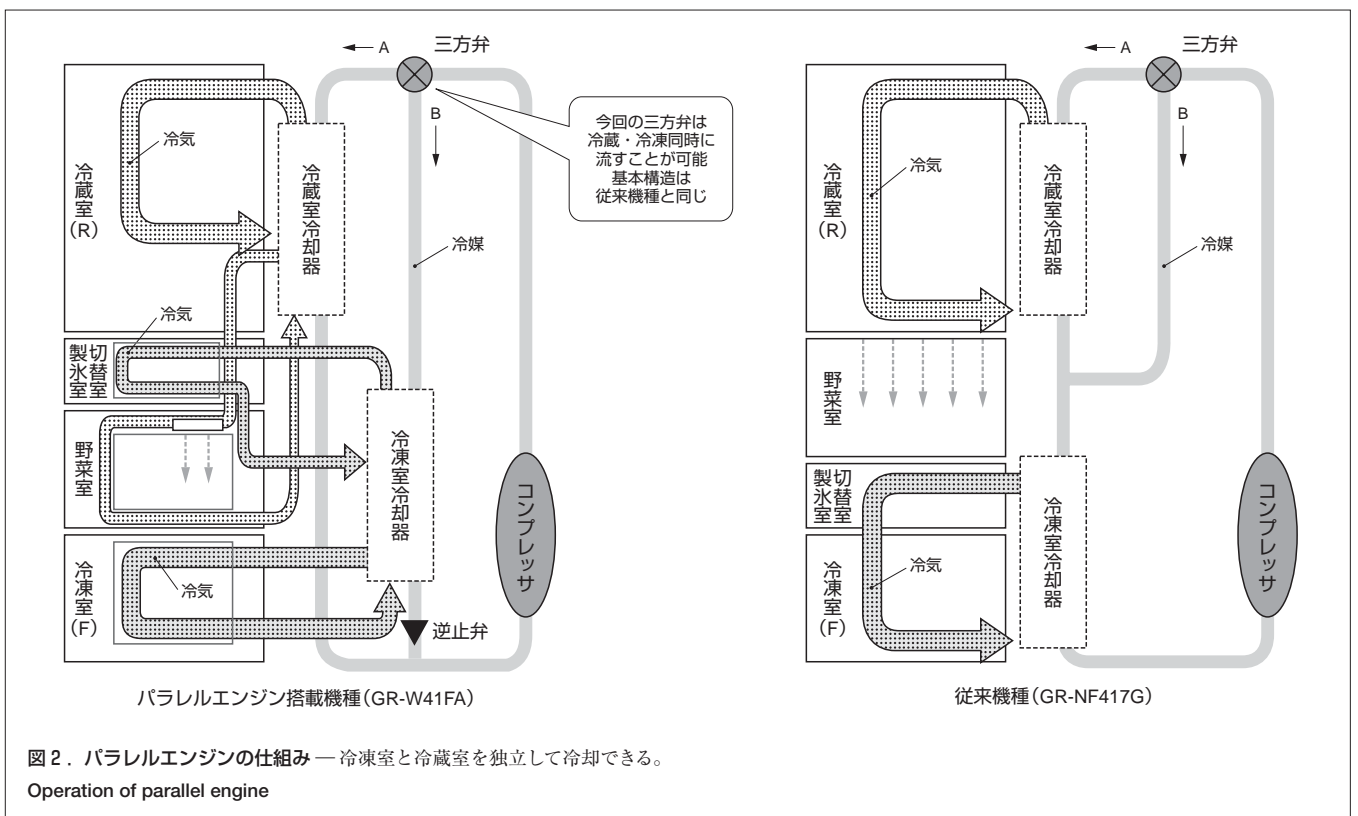 A
三方弁
B
今回の三方弁は
冷蔵・冷凍同時に
流すことが可能
基本構造は
従来機種と同じ
冷気
冷蔵室
(R)
冷蔵室冷却器
冷媒
冷気
切替室
製氷室
野菜室
冷凍室冷却器
コンプレッサ
冷凍室
(F)
冷気
逆止弁
パラレルエンジン搭載機種(GR-W41FA)
A
三方弁
B
冷気
冷蔵室
(R)
冷蔵室冷却器
冷媒
野菜室
切替室
製氷室
冷凍室冷却器
コンプレッサ
冷凍室
(F)
冷気
従来機種(GR-NF417G)
図2．パラレルエンジンの仕組み — 冷凍室と冷蔵室を独立して冷却できる。
Operation of parallel engine